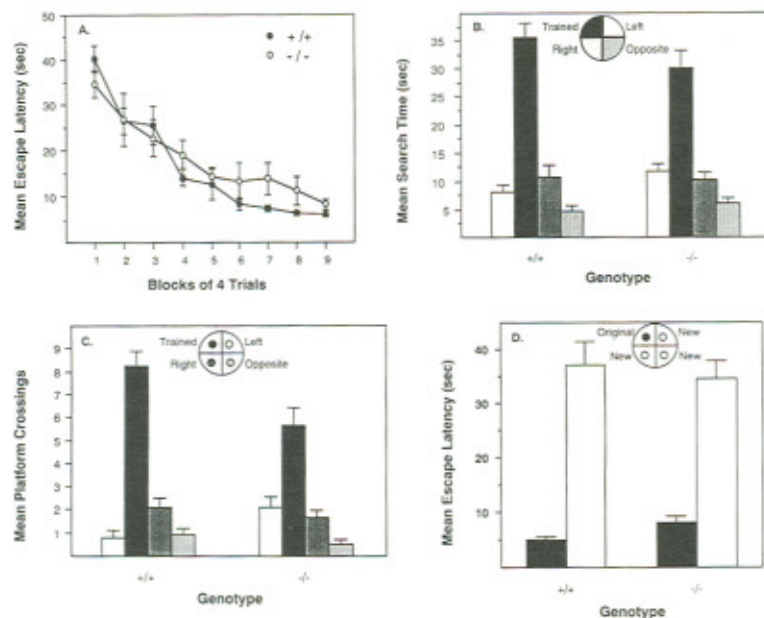 A.
+/+
-/-
50
40
30
20
10
Mean Escape Latency (sec)
1 2 3 4 5 6 7 8 9
Blocks of 4 Trials
B.
Trained Left
Right Opposite
35
30
25
20
15
10
5
Mean Search Time (sec)
+/+ -/-
Genotype
C.
Trained Left
Right Opposite
9
8
7
6
5
4
3
2
1
Mean Platform Crossings
+/+ -/-
Genotype
D.
Original New
New New
40
30
20
10
Mean Escape Latency (sec)
+/+ -/-
Genotype